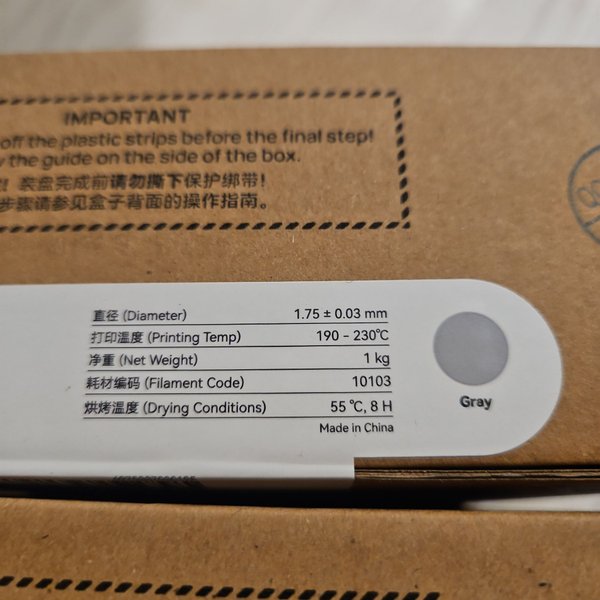 IMPORTANT
off the plastic strips before the final step!
the guide on the side of the box.
装盘完成前请勿撕下保护绑带!
步骤请参见盒子背面的操作指南。
直径 (Diameter) 1.75 ± 0.03 mm
打印温度 (Printing Temp) 190 - 230℃
净重 (Net Weight) 1 kg
耗材编码 (Filament Code) 10103
烘烤温度 (Drying Conditions) 55 ℃, 8 H
Made in China
Gray